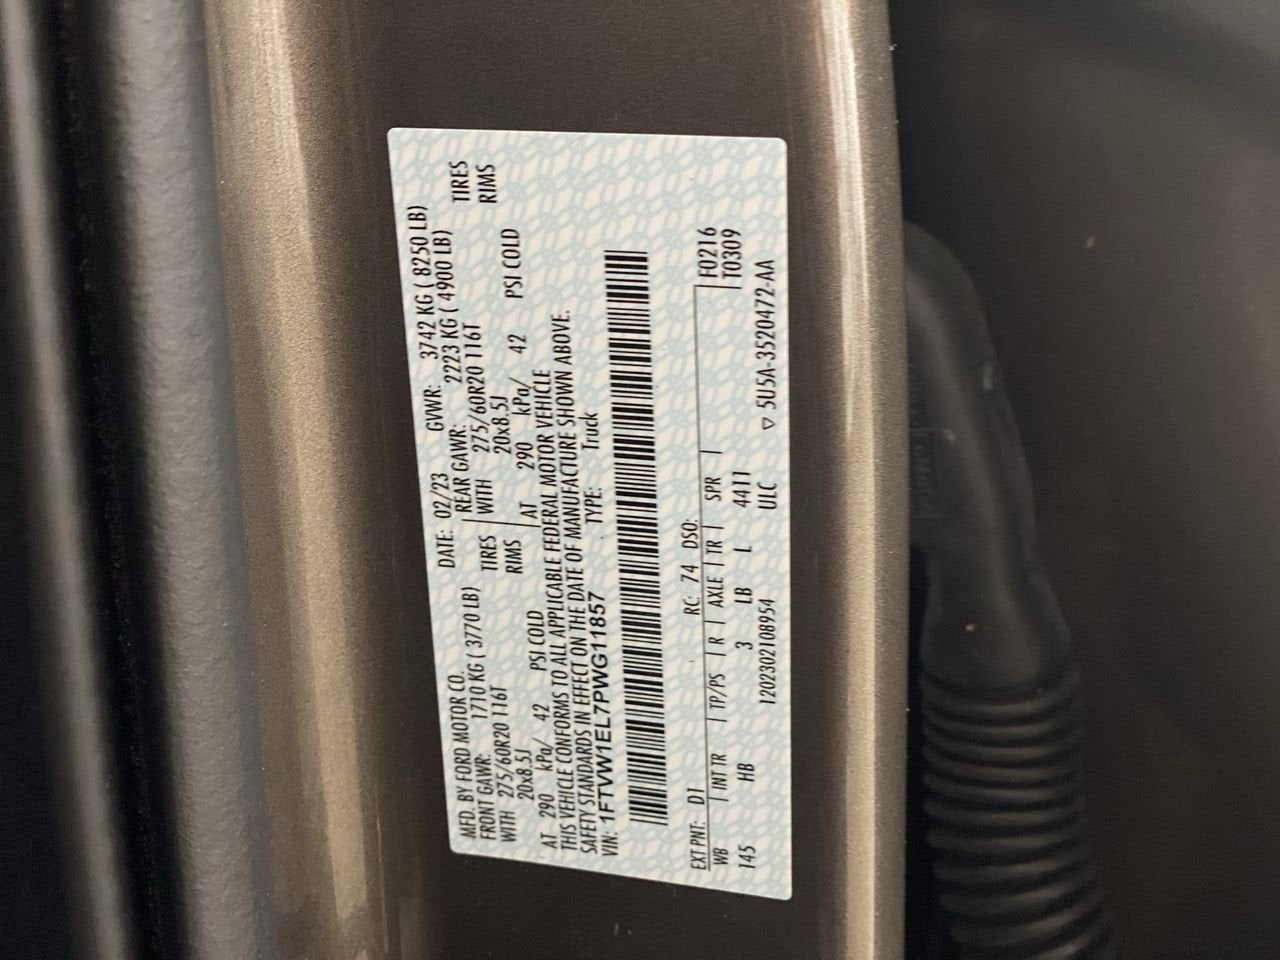 MFD. BY FORD MOTOR CO. DATE: 02/23 GVWR: 3742 KG ( 8250 LB)
FRONT GAWR: 1710 KG ( 3770 LB) REAR GAWR: 2223 KG ( 4900 LB)
WITH 275/60R20 116T TIRES WITH 275/60R20 116T TIRES
20x8.5J RIMS 20x8.5J RIMS
AT 290 kPa/ 42 PSI COLD AT 290 kPa/ 42 PSI COLD
THIS VEHICLE CONFORMS TO ALL APPLICABLE FEDERAL MOTOR VEHICLE
SAFETY STANDARDS IN EFFECT ON THE DATE OF MANUFACTURE SHOWN ABOVE.
VIN: 1FTVW1EL7PWG11857 TYPE: Truck
EXT PNT: D1 RC: 74 DSO: F0216
WB INT TR TP/PS R AXLE TR SPR T0309
145 HB 3 LB L 4411
120230210895​4 ULC ▽ 5U5A-3520472-AA